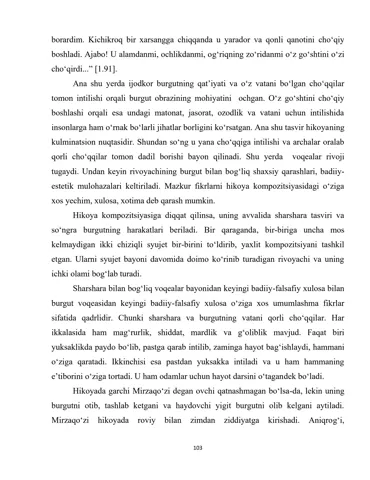 borardim. Kichikroq bir xarsangga chiqqanda u yarador va qonli qanotini cho‘qiy
boshladi. Ajabo! U alamdanmi, ochlikdanmi, og‘riqning zo‘ridanmi o‘z go‘shtini o‘zi
cho‘qirdi...” [1.91].
Ana shu yerda ijodkor burgutning qat’iyati va o‘z vatani bo‘lgan cho‘qqilar
tomon intilishi orqali burgut obrazining mohiyatini ochgan. O‘z go‘shtini cho‘qiy
boshlashi orqali esa undagi matonat, jasorat, ozodlik va vatani uchun intilishida
insonlarga ham o‘rnak bo‘larli jihatlar borligini ko‘rsatgan. Ana shu tasvir hikoyaning
kulminatsion nuqtasidir. Shundan so‘ng u yana cho‘qqiga intilishi va archalar oralab
qorli cho‘qqilar tomon dadil borishi bayon qilinadi. Shu yerda voqealar rivoji
tugaydi. Undan keyin rivoyachining burgut bilan bog‘liq shaxsiy qarashlari, badiiy-
estetik mulohazalari keltiriladi. Mazkur fikrlarni hikoya kompozitsiyasidagi o‘ziga
xos yechim, xulosa, xotima deb qarash mumkin.
Hikoya kompozitsiyasiga diqqat qilinsa, uning avvalida sharshara tasviri va
so‘ngra burgutning harakatlari beriladi. Bir qaraganda, bir-biriga uncha mos
kelmaydigan ikki chiziqli syujet bir-birini to‘ldirib, yaxlit kompozitsiyani tashkil
etgan. Ularni syujet bayoni davomida doimo ko‘rinib turadigan rivoyachi va uning
ichki olami bog‘lab turadi.
Sharshara bilan bog‘liq voqealar bayonidan keyingi badiiy-falsafiy xulosa bilan
burgut voqeasidan keyingi badiiy-falsafiy xulosa o‘ziga xos umumlashma fikrlar
sifatida qadrlidir. Chunki sharshara va burgutning vatani qorli cho‘qqilar. Har
ikkalasida ham mag‘rurlik, shiddat, mardlik va g‘oliblik mavjud. Faqat biri
yuksaklikda paydo bo‘lib, pastga qarab intilib, zaminga hayot bag‘ishlaydi, hammani
o‘ziga qaratadi. Ikkinchisi esa pastdan yuksakka intiladi va u ham hammaning
e’tiborini o‘ziga tortadi. U ham odamlar uchun hayot darsini o‘tagandek bo‘ladi.
Hikoyada garchi Mirzaqo‘zi degan ovchi qatnashmagan bo‘lsa-da, lekin uning
burgutni otib, tashlab ketgani va haydovchi yigit burgutni olib kelgani aytiladi.
Mirzaqo‘zi hikoyada roviy bilan zimdan ziddiyatga kirishadi. Aniqrog‘i,
103